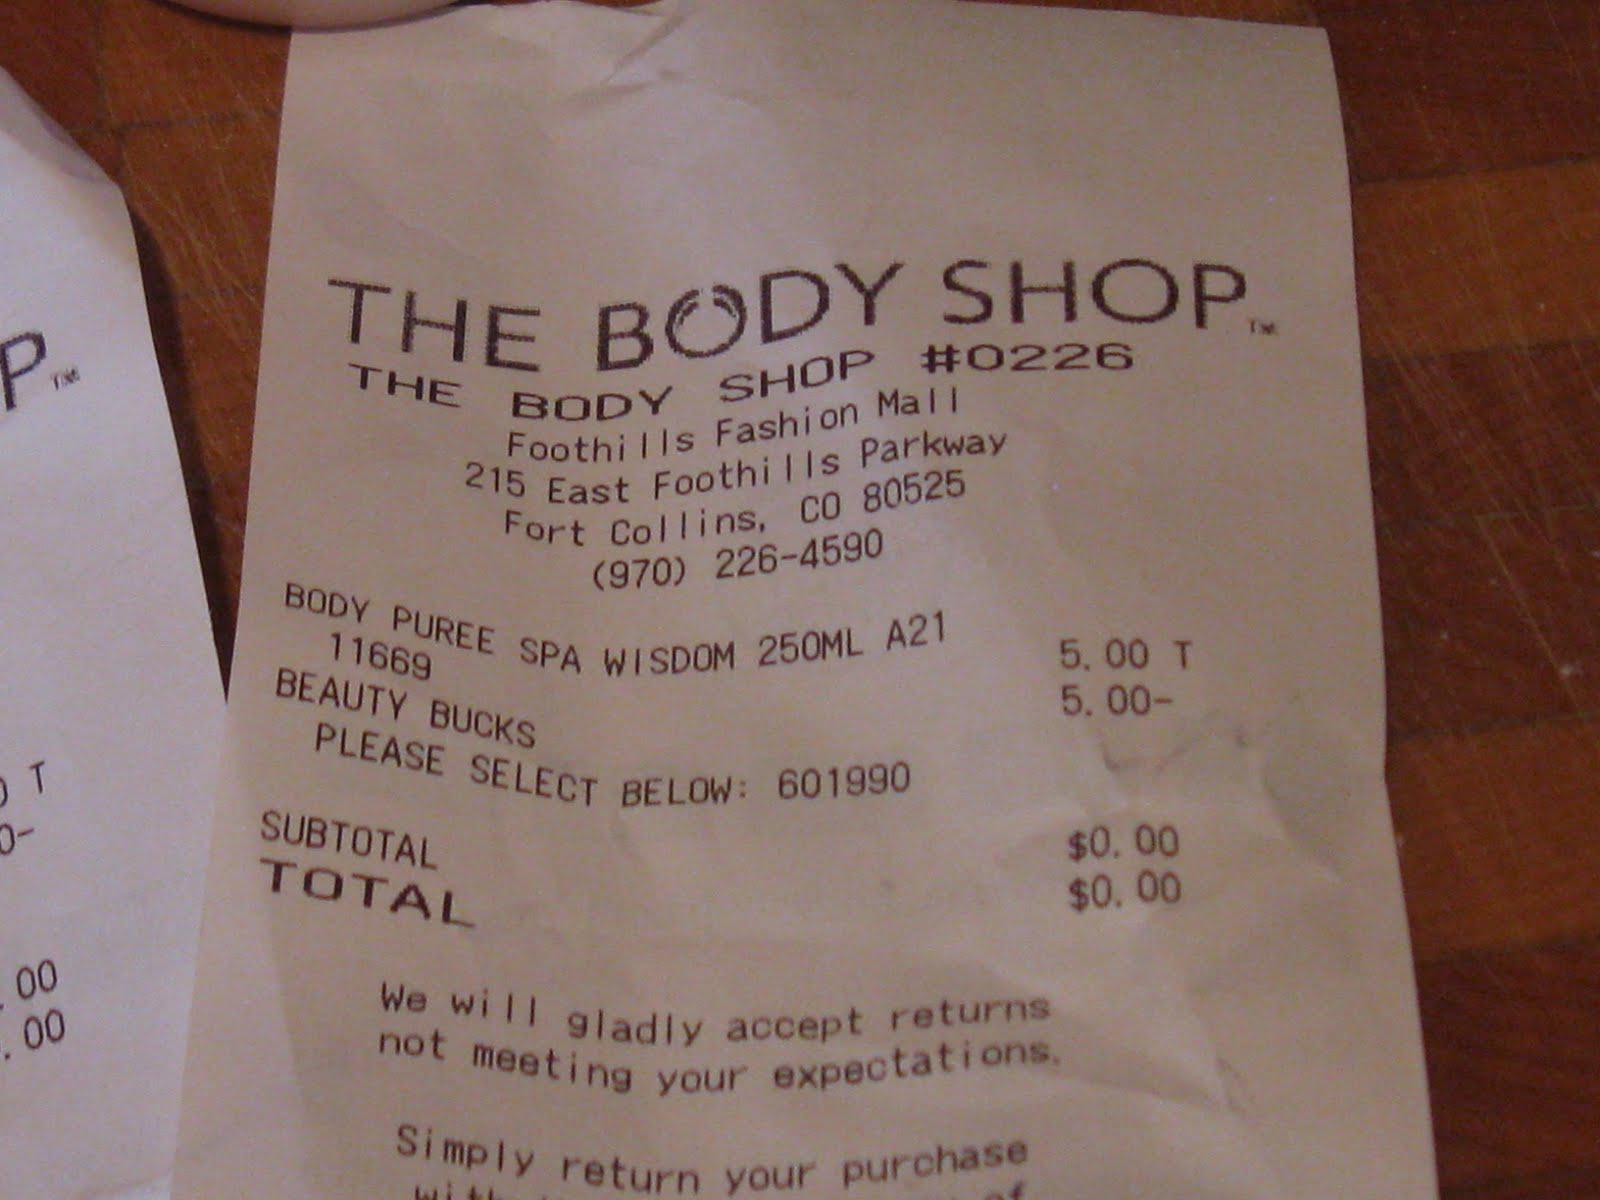 THE BODY SHOP™
THE BODY SHOP #0226
Foothills Fashion Mall
215 East Foothills Parkway
Fort Collins, CO 80525
(970) 226-4590
BODY PUREE SPA WISDOM 250ML A21
11669 5.00 T
BEAUTY BUCKS 5.00-
PLEASE SELECT BELOW: 601990
SUBTOTAL $0.00
TOTAL $0.00
We will gladly accept returns
not meeting your expectations.
Simply return your purchase
of
P™
T
0-
.00
.00